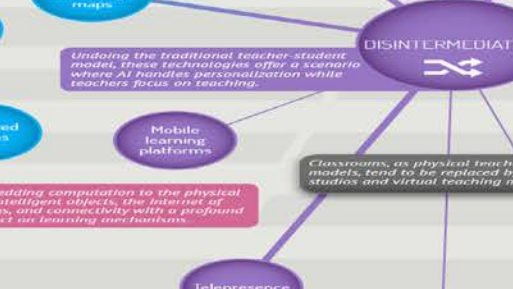 maps
DISINTERMEDIAT
Undoing the traditional teacher-student
model, these technologies offer a scenario
where AI handles personalization while
teachers focus on teaching.
Mobile
learning
platforms
Classrooms, as physical teach
models, tend to be replaced b
studios and virtual teaching
edding computation to the physical
ntelligent objects, the internet of
s, and connectivity with a profound
ct on learning mechanisms.
Telepresence